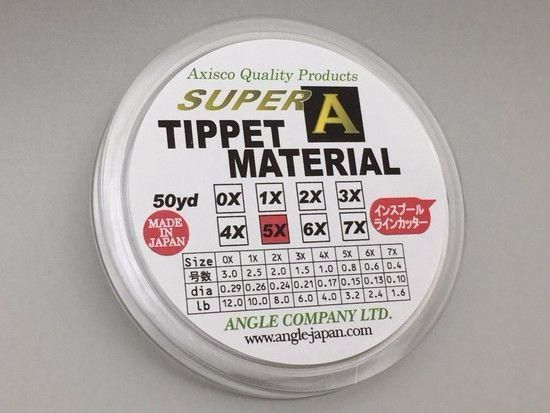 Axisco Quality Products
SUPER A
TIPPET
MATERIAL
50yd 0X 1X 2X 3X
4X 5X 6X 7X
MADE
IN
JAPAN
インスプール
ラインカッター
Size 0X 1X 2X 3X 4X 5X 6X 7X
号数 3.0 2.5 2.0 1.5 1.0 0.8 0.6 0.4
dia 0.29 0.26 0.24 0.21 0.17 0.15 0.13 0.10
lb 12.0 10.0 8.0 6.0 4.0 3.2 2.4 1.6
ANGLE COMPANY LTD.
www.angle-japan.com